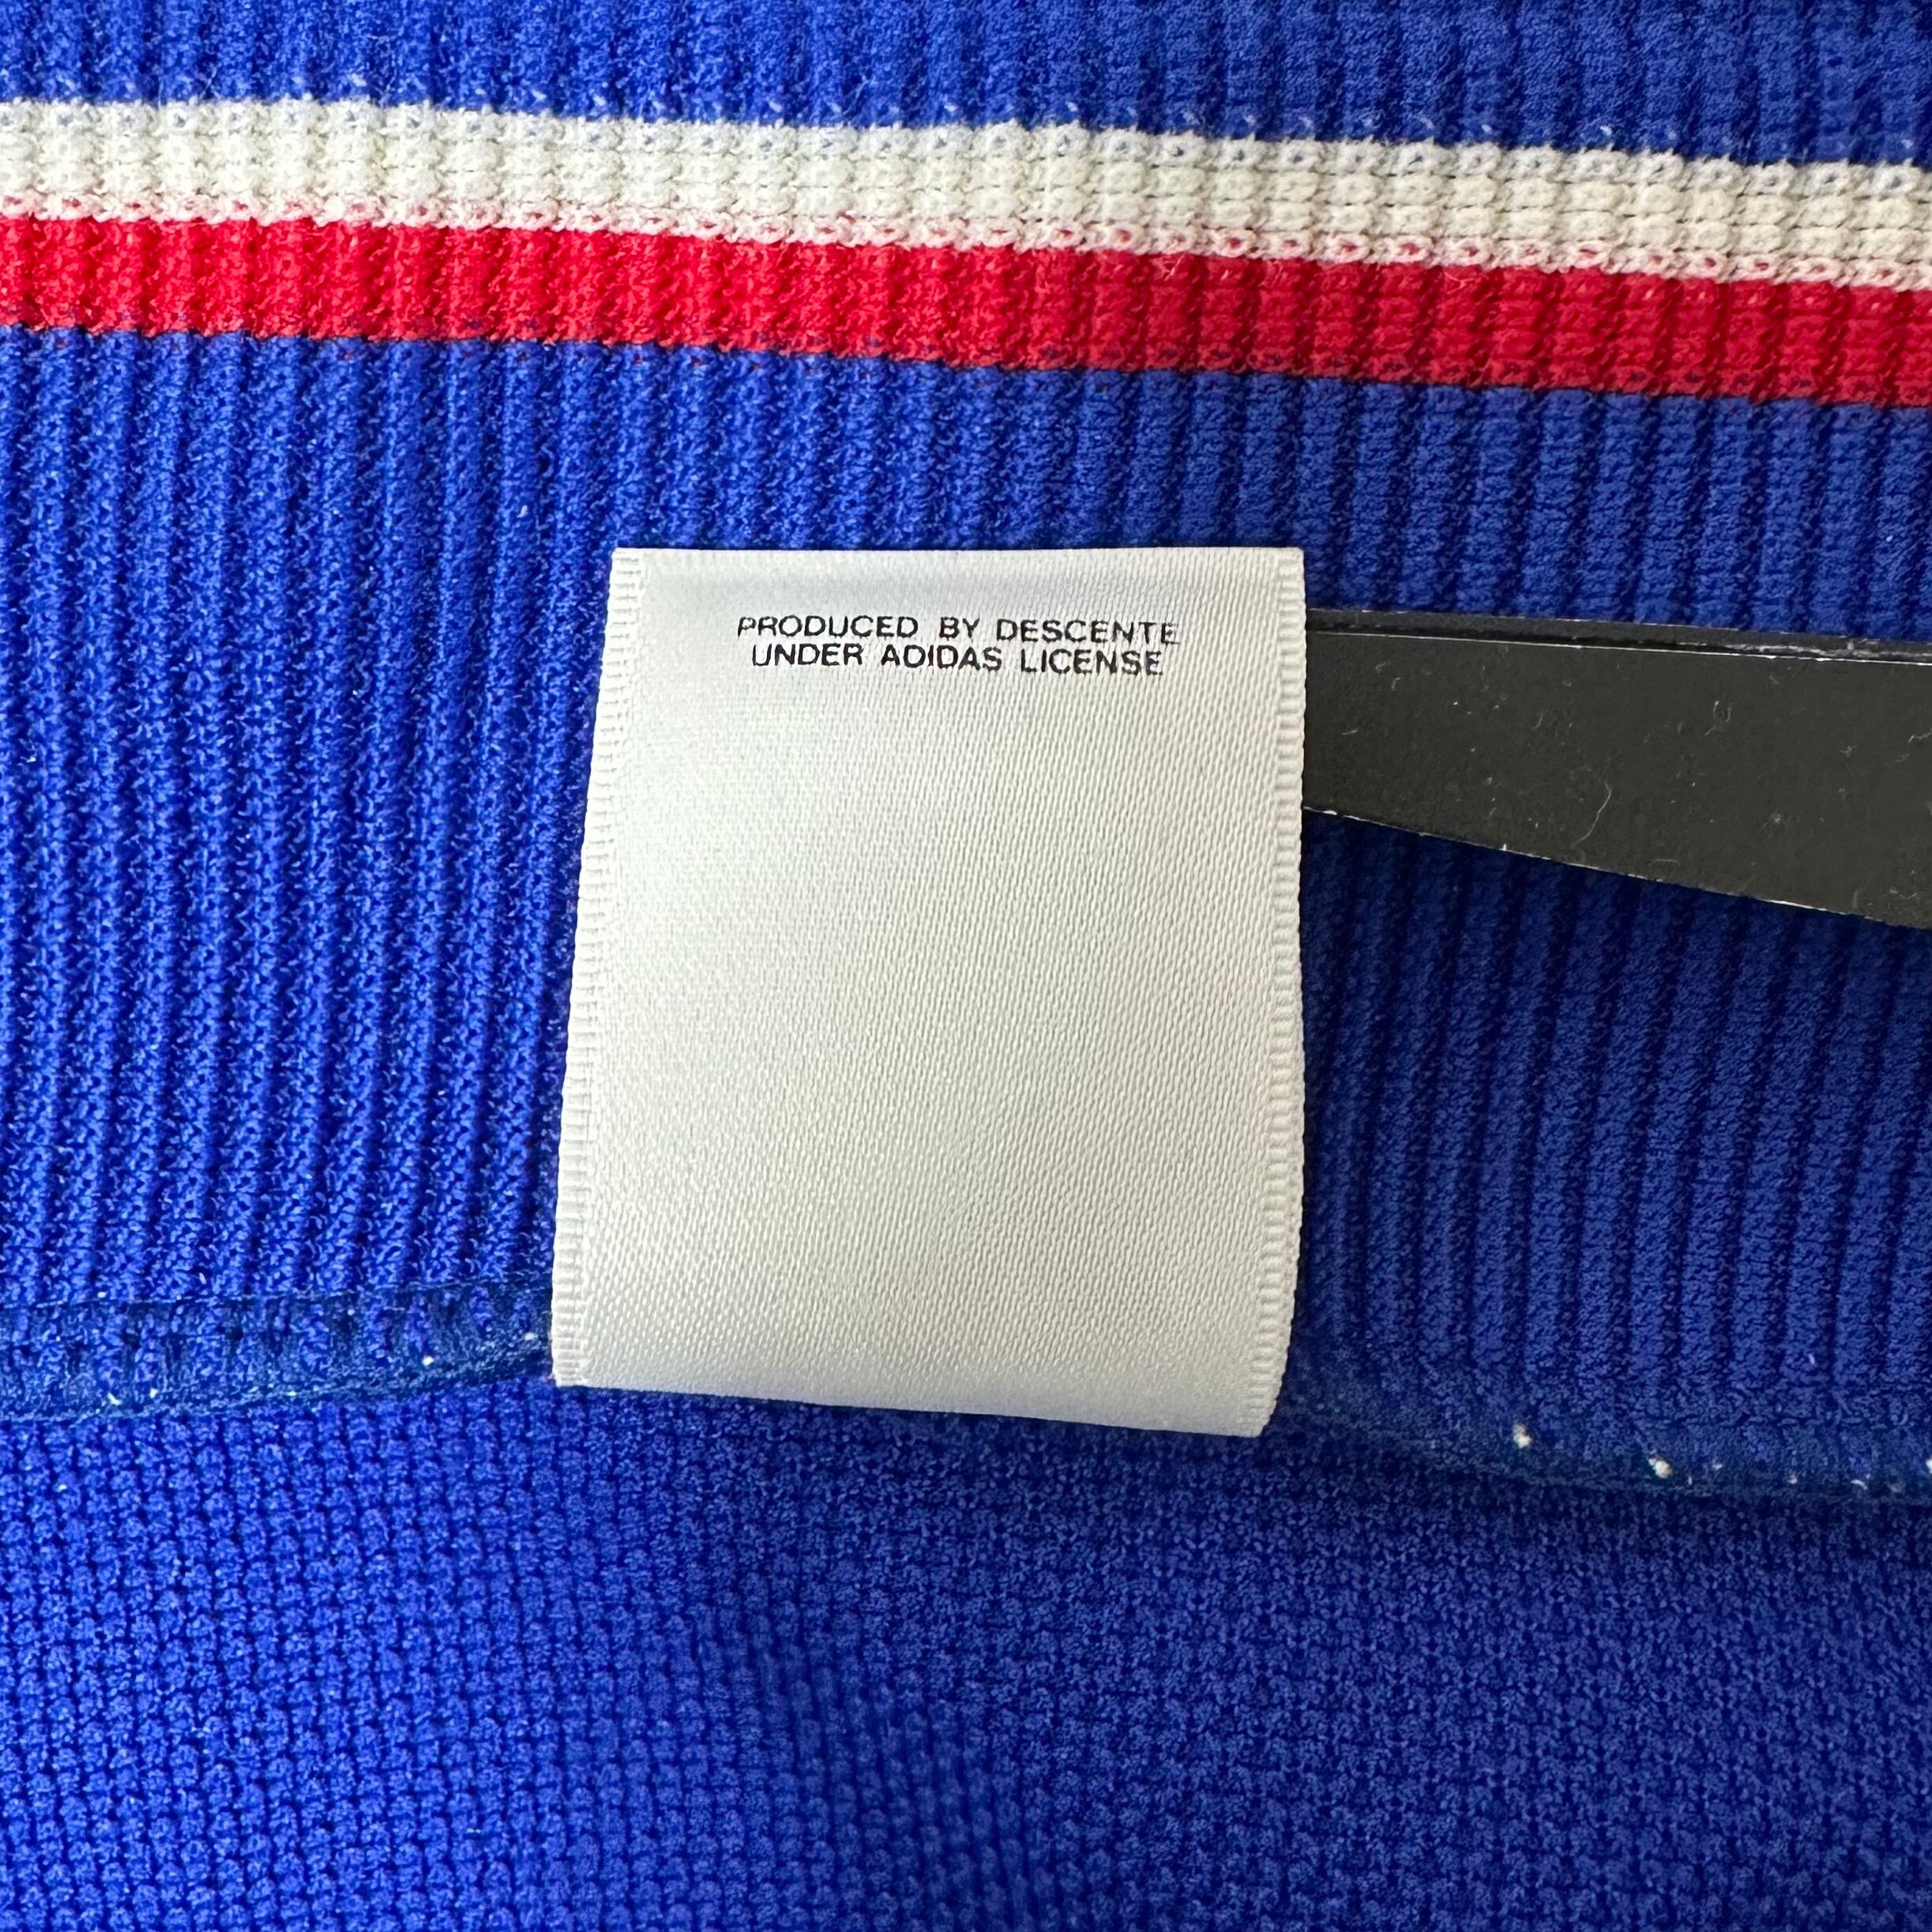 PRODUCED BY DESCENTE
UNDER ADIDAS LICENSE